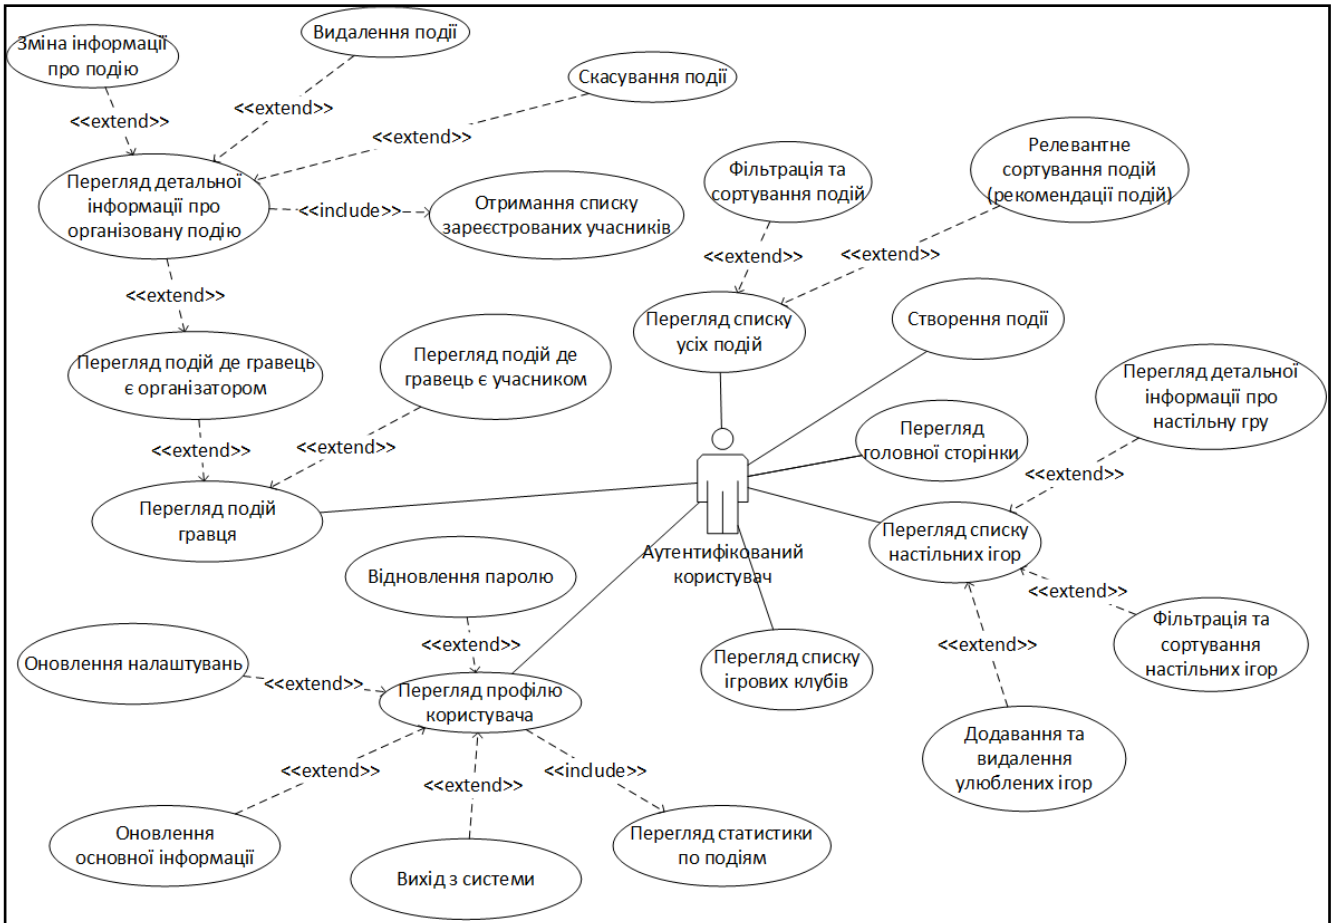 Зміна інформації
про подію
Видалення події
Скасування події
<<extend>>
<<extend>>
<<extend>>
Перегляд детальної
інформації про
організовану подію
<<include>>
Отримання списку
зареєстрованих учасників
Фільтрація та
сортування подій
Релевантне
сортування подій
(рекомендації подій)
<<extend>>
<<extend>>
<<extend>>
Перегляд списку
усіх подій
Створення події
Перегляд подій де гравець
є організатором
Перегляд подій де
гравець є учасником
Перегляд детальної
інформації про
настільну гру
<<extend>>
<<extend>>
Перегляд
головної сторінки
<<extend>>
Перегляд подій
гравця
Перегляд списку
настільних ігор
Аутентифікований
користувач
Відновлення паролю
<<extend>>
<<extend>>
<<extend>>
Фільтрація та
сортування
настільних ігор
Оновлення налаштувань
<<extend>>
Перегляд профілю
користувача
Перегляд списку
ігрових клубів
Додавання та
видалення
улюблених ігор
<<extend>>
<<extend>>
<<include>>
Оновлення
основної інформації
Вихід з системи
Перегляд статистики
по подіям